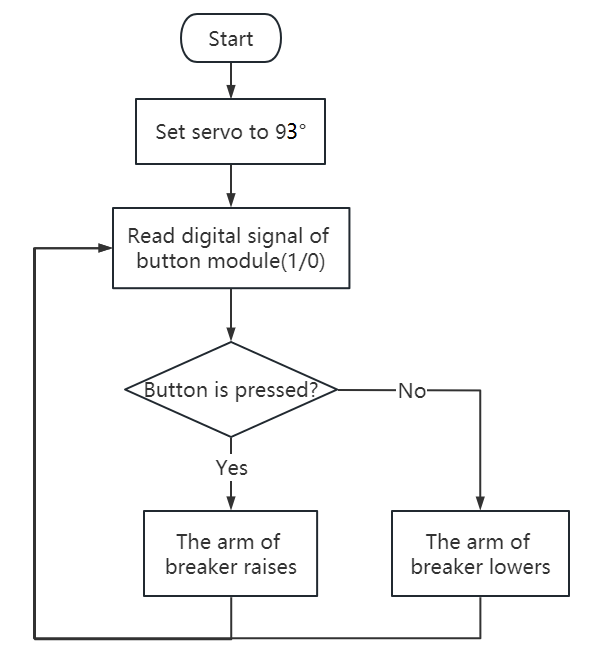 Start
Set servo to 93°
Read digital signal of
button module(1/0)
Button is pressed?
No
Yes
The arm of
breaker raises
The arm of
breaker lowers